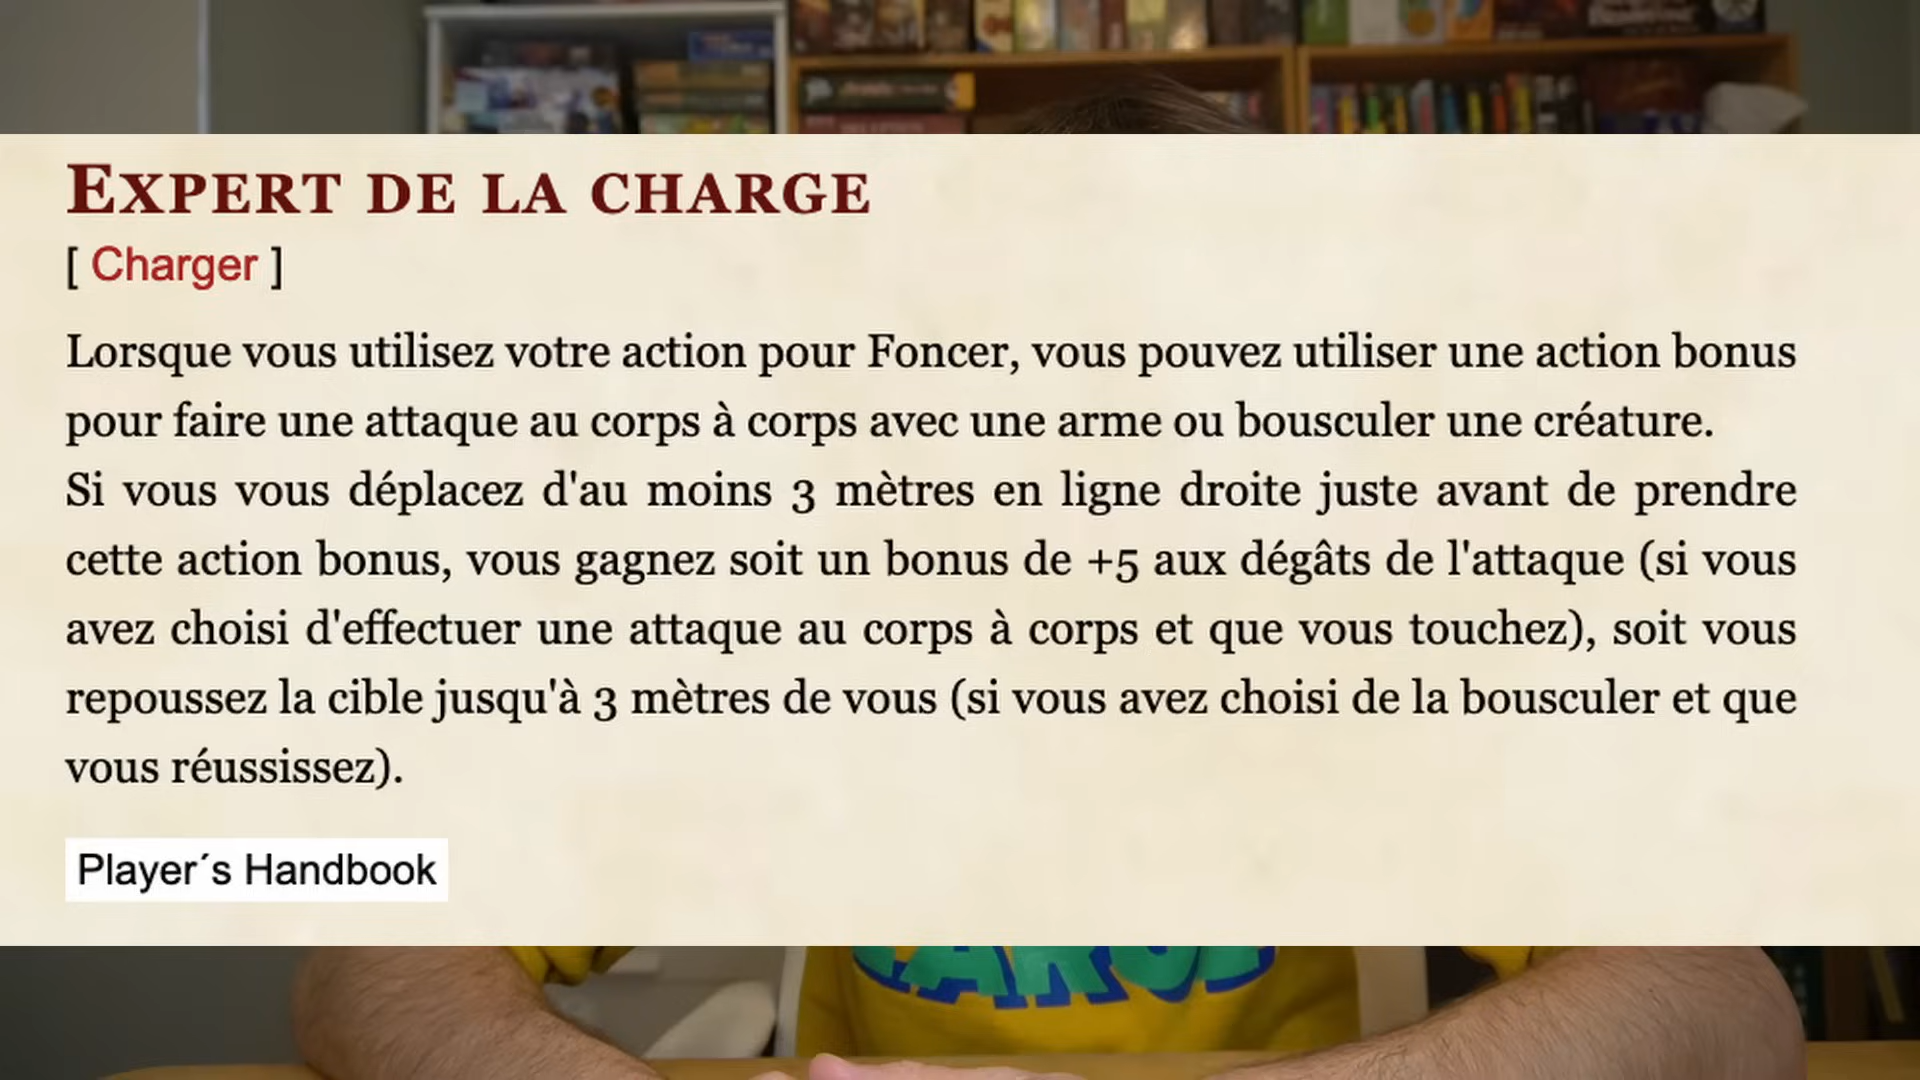 EXPERT DE LA CHARGE
[ Charger ]
Lorsque vous utilisez votre action pour Foncer, vous pouvez utiliser une action bonus
pour faire une attaque au corps à corps avec une arme ou bousculer une créature.
Si vous vous déplacez d'au moins 3 mètres en ligne droite juste avant de prendre
cette action bonus, vous gagnez soit un bonus de +5 aux dégâts de l'attaque (si vous
avez choisi d'effectuer une attaque au corps à corps et que vous touchez), soit vous
repoussez la cible jusqu'à 3 mètres de vous (si vous avez choisi de la bousculer et que
vous réussissez).
Player´s Handbook